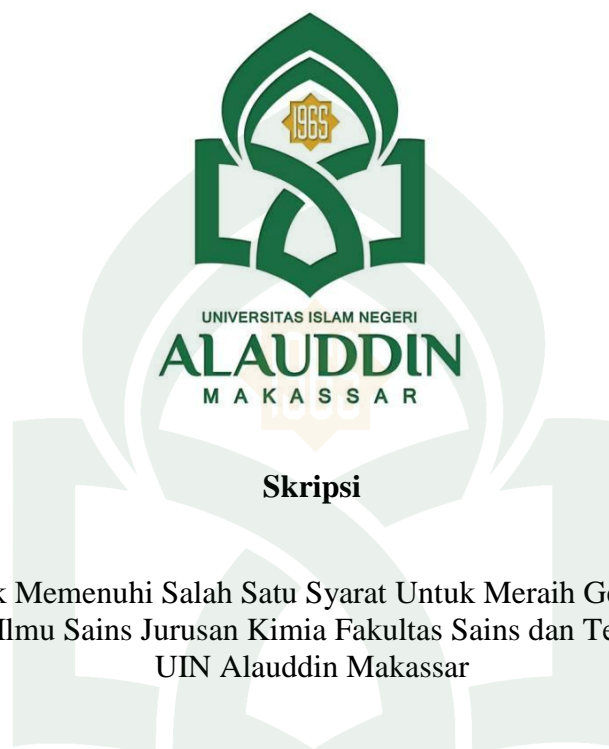 1965
UNIVERSITAS ISLAM NEGERI
ALAUDDIN
MAKASSAR
Skripsi
Memenuhi Salah Satu Syarat Untuk Meraih
Ilmu Sains Jurusan Kimia Fakultas Sains dan
UIN Alauddin Makassar